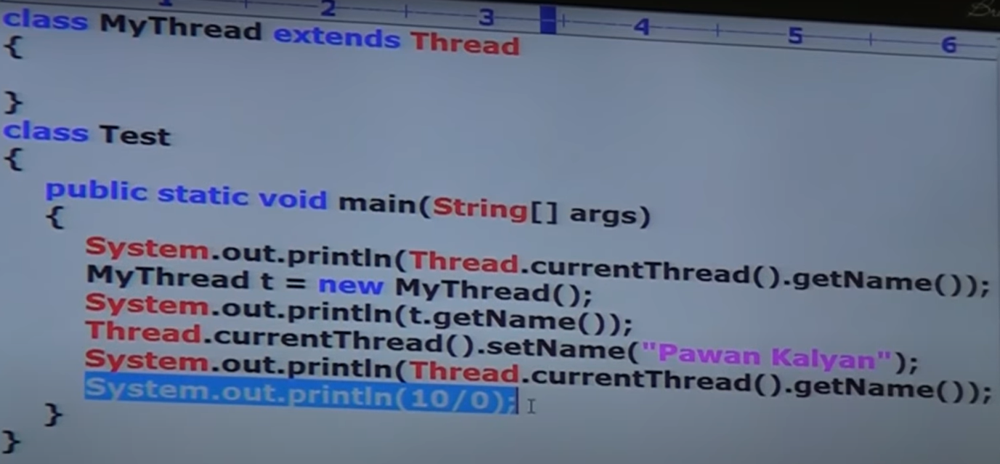 1 2 3 4 5 6
class MyThread extends Thread
{
}
class Test
{
public static void main(String[] args)
{
System.out.println(Thread.currentThread().getName());
MyThread t = new MyThread();
System.out.println(t.getName());
Thread.currentThread().setName("Pawan Kalyan");
System.out.println(Thread.currentThread().getName());
System.out.println(10/0);
}
}